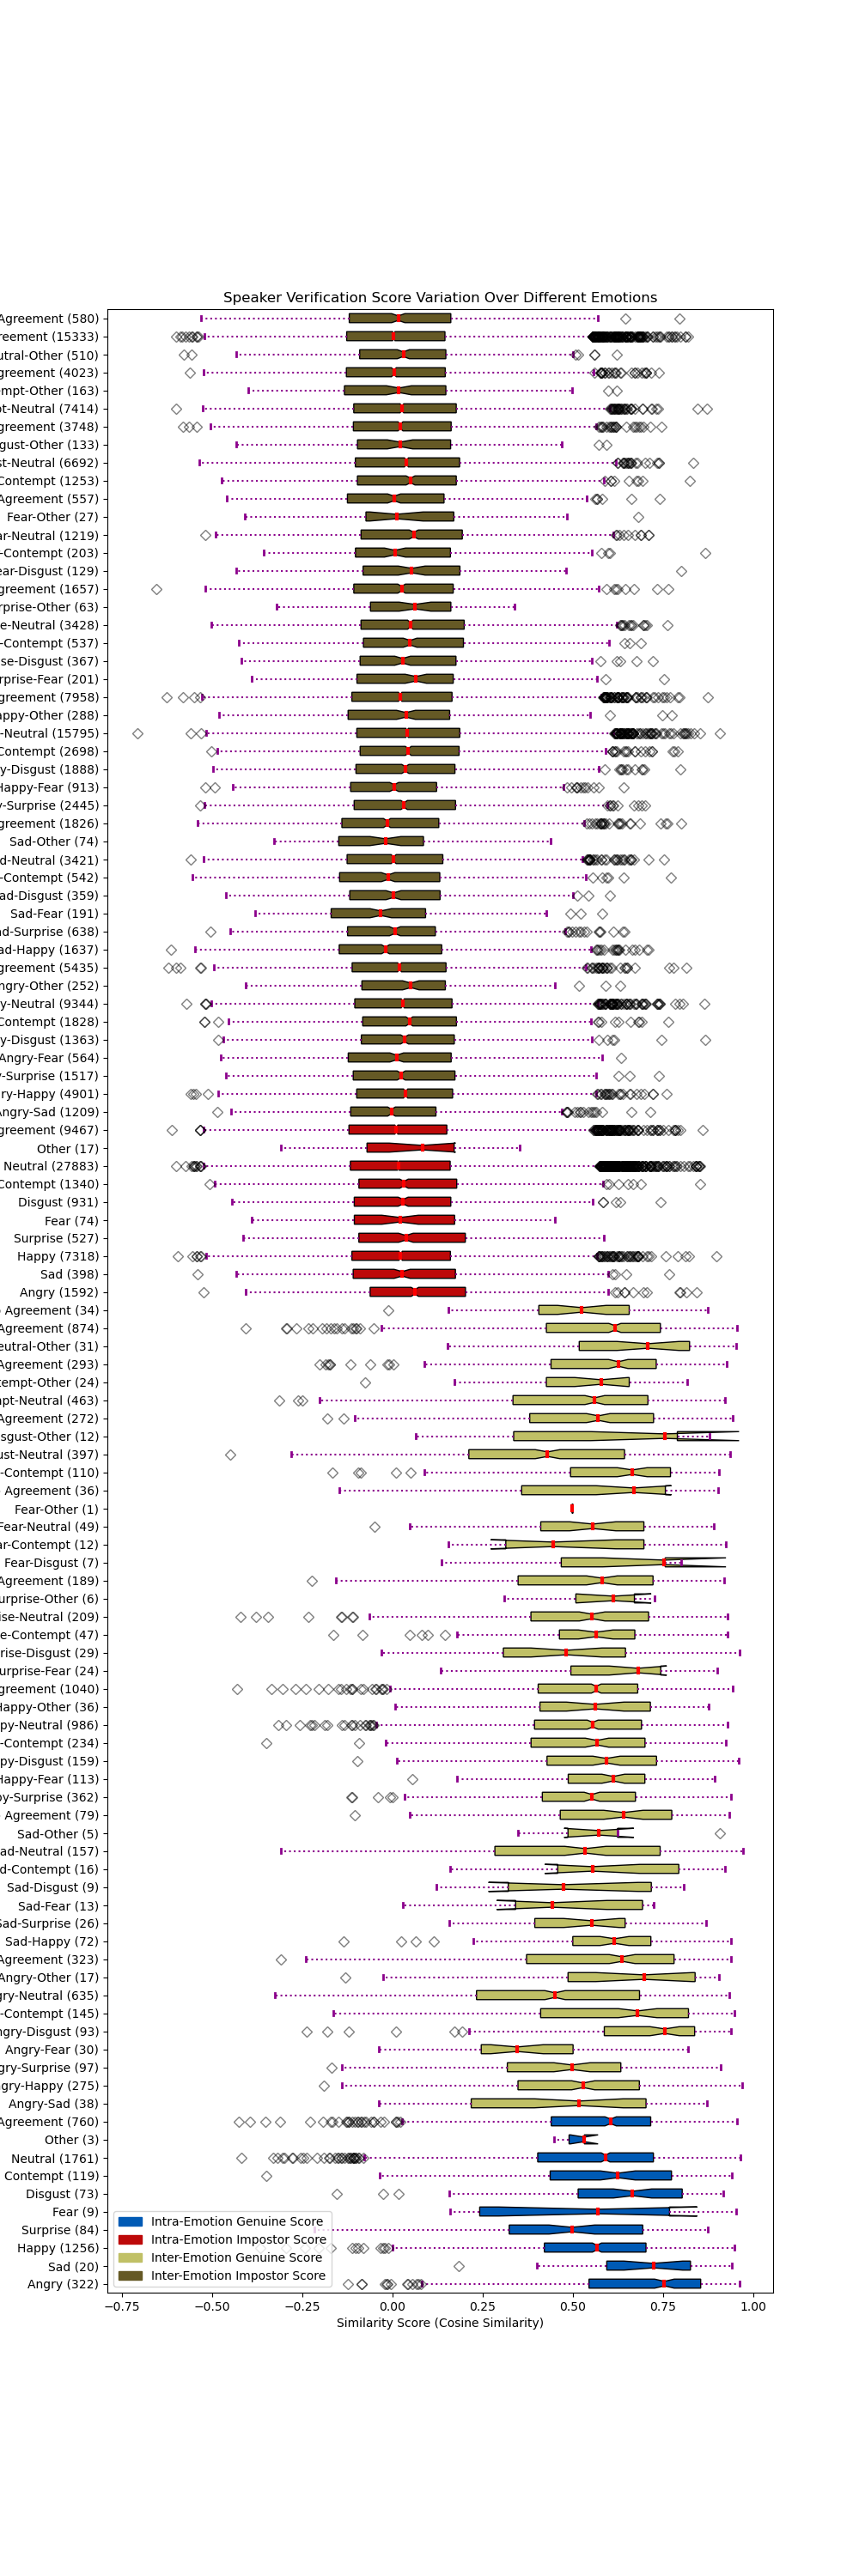 Speaker Verification Score Variation Over Different Emotions
Agreement (580)
reement (15333)
utral-Other (510)
greement (4023)
empt-Other (163)
pt-Neutral (7414)
greement (3748)
sgust-Other (133)
st-Neutral (6692)
Contempt (1253)
Agreement (557)
Fear-Other (27)
ar-Neutral (1219)
-Contempt (203)
ear-Disgust (129)
greement (1657)
rprise-Other (63)
e-Neutral (3428)
-Contempt (537)
ise-Disgust (367)
rprise-Fear (201)
greement (7958)
appy-Other (288)
-Neutral (15795)
Contempt (2698)
y-Disgust (1888)
Happy-Fear (913)
y-Surprise (2445)
greement (1826)
Sad-Other (74)
d-Neutral (3421)
-Contempt (542)
ad-Disgust (359)
Sad-Fear (191)
ad-Surprise (638)
ad-Happy (1637)
greement (5435)
ngry-Other (252)
y-Neutral (9344)
Contempt (1828)
y-Disgust (1363)
Angry-Fear (564)
y-Surprise (1517)
ry-Happy (4901)
Angry-Sad (1209)
greement (9467)
Other (17)
Neutral (27883)
Contempt (1340)
Disgust (931)
Fear (74)
Surprise (527)
Happy (7318)
Sad (398)
Angry (1592)
o Agreement (34)
Agreement (874)
eutral-Other (31)
Agreement (293)
ntempt-Other (24)
mpt-Neutral (463)
Agreement (272)
isgust-Other (12)
ust-Neutral (397)
-Contempt (110)
o Agreement (36)
Fear-Other (1)
Fear-Neutral (49)
ar-Contempt (12)
Fear-Disgust (7)
Agreement (189)
urprise-Other (6)
rise-Neutral (209)
se-Contempt (47)
prise-Disgust (29)
urprise-Fear (24)
greement (1040)
Happy-Other (36)
ppy-Neutral (986)
-Contempt (234)
ppy-Disgust (159)
Happy-Fear (113)
py-Surprise (362)
o Agreement (79)
Sad-Other (5)
ad-Neutral (157)
d-Contempt (16)
Sad-Disgust (9)
Sad-Fear (13)
Sad-Surprise (26)
Sad-Happy (72)
Agreement (323)
Angry-Other (17)
gry-Neutral (635)
-Contempt (145)
ngry-Disgust (93)
Angry-Fear (30)
gry-Surprise (97)
ngry-Happy (275)
Angry-Sad (38)
Agreement (760)
Other (3)
Neutral (1761)
Contempt (119)
Disgust (73)
Fear (9)
Surprise (84)
Happy (1256)
Sad (20)
Angry (322)
Intra-Emotion Genuine Score
Intra-Emotion Impostor Score
Inter-Emotion Genuine Score
Inter-Emotion Impostor Score
−0.75 −0.50 −0.25 0.00 0.25 0.50 0.75 1.00
Similarity Score (Cosine Similarity)